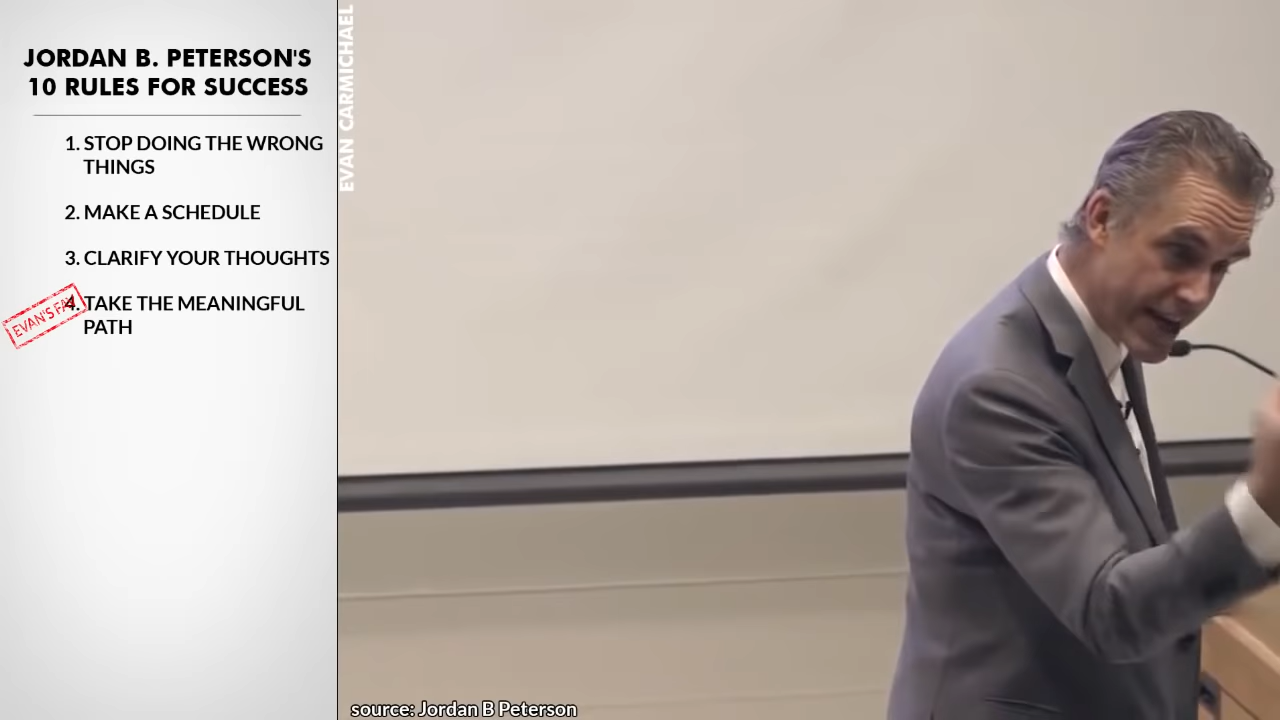 JORDAN B. PETERSON'S
10 RULES FOR SUCCESS
EVAN CARMICHAEL
1. STOP DOING THE WRONG
THINGS
2. MAKE A SCHEDULE
3. CLARIFY YOUR THOUGHTS
4. TAKE THE MEANINGFUL
PATH
EVAN'S
source: Jordan B Peterson